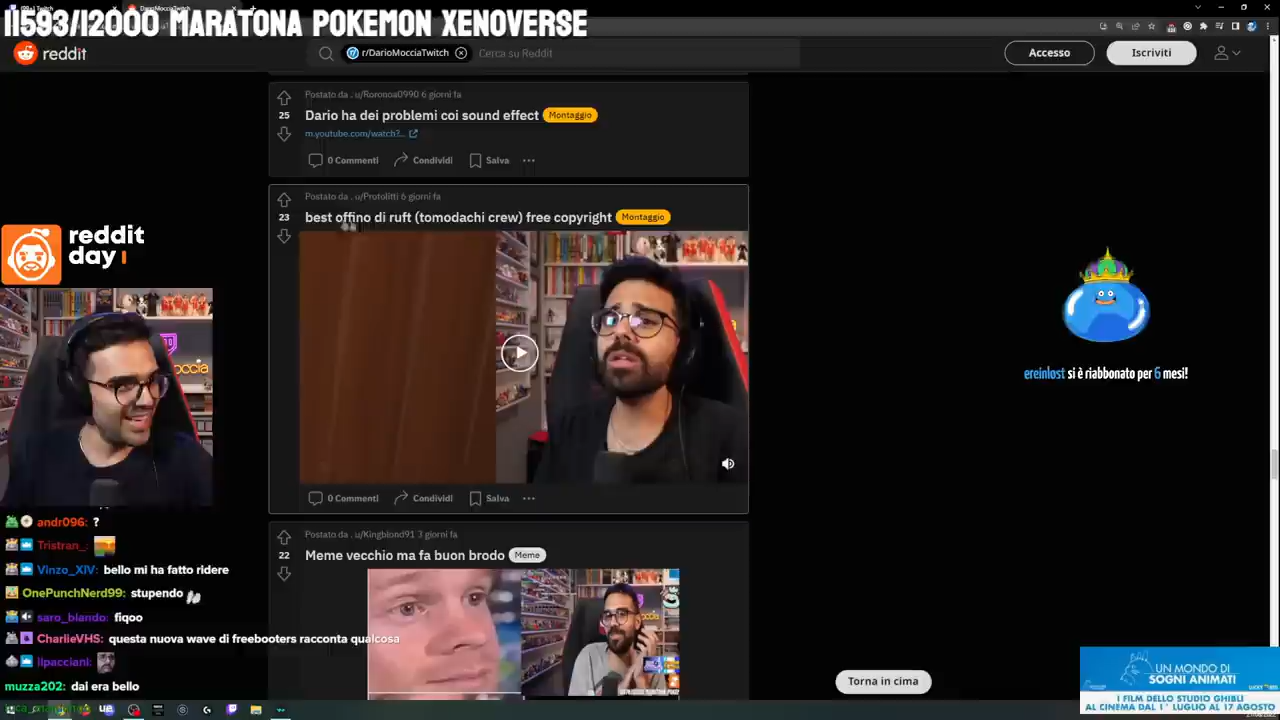 11593/12000 MARATONA POKEMON XENOVERSE
reddit
r/DarioMocciaTwitch
Cerca su Reddit
Accesso
Iscriviti
Postato da . u/Roronoa0990 6 giorni fa
25
Dario ha dei problemi coi sound effect
Montaggio
m.youtube.com/watch?...
0 Commenti
Condividi
Salva
Postato da . u/Protolitti 6 giorni fa
23
best offino di ruft (tomodachi crew) free copyright
Montaggio
0 Commenti
Condividi
Salva
Postato da . u/Kingblond91 3 giorni fa
22
Meme vecchio ma fa buon brodo
Meme
reddit
day
andr096: ?
Tristran_:
Vinzo_XIV: bello mi ha fatto ridere
OnePunchNerd99: stupendo
saro_blando: fiqoo
CharlieVHS: questa nuova wave di freebooters racconta qualcosa
lipacciani:
muzza202: dai era bello
ereinlost si è riabbonato per 6 mesi!
Torna in cima
UN MONDO DI
SOGNI ANIMATI
I FILM DELLO STUDIO GHIBLI
AL CINEMA DAL 1° LUGLIO AL 17 AGOSTO